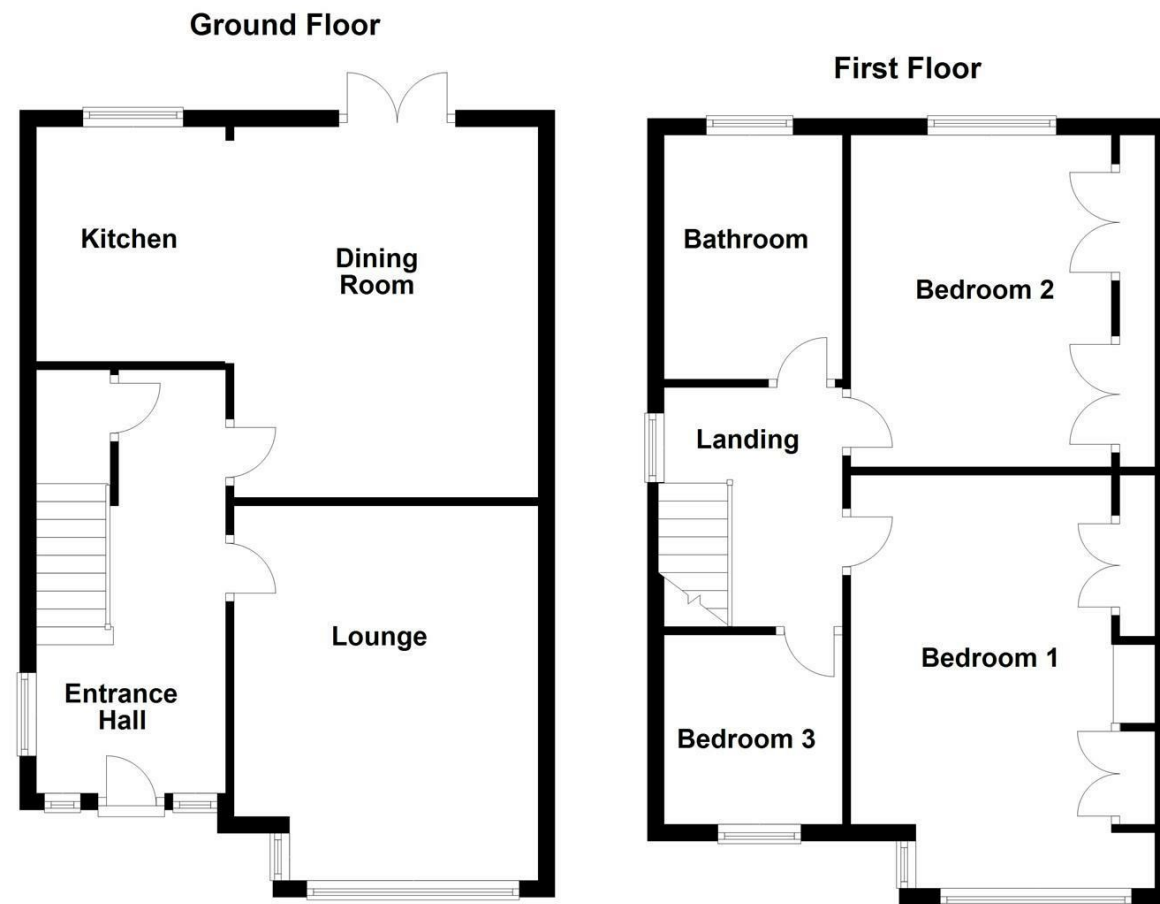 Ground Floor
Kitchen
Dining
Room
Lounge
Entrance
Hall
First Floor
Bathroom
Bedroom 2
Landing
Bedroom 1
Bedroom 3